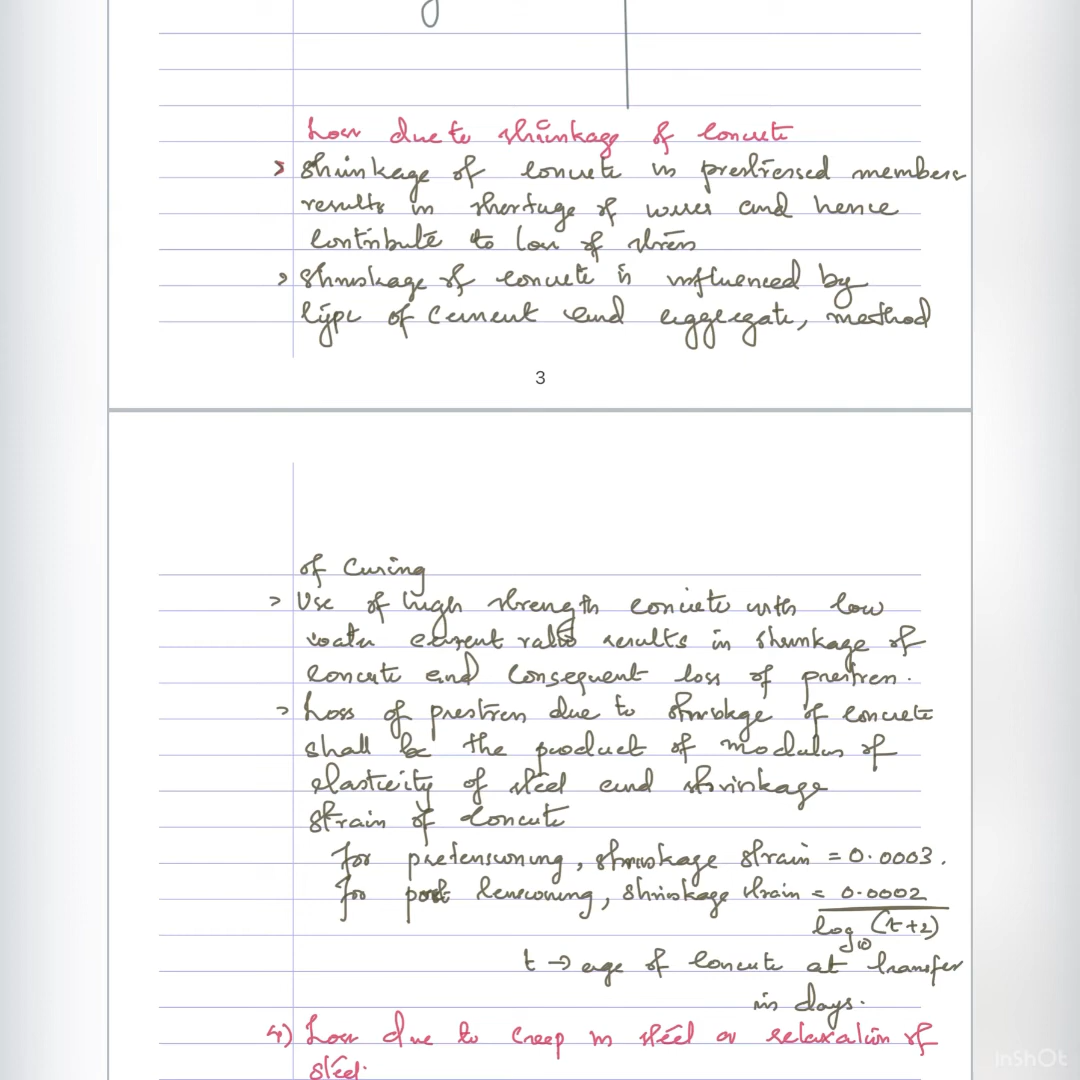 Loss due to shrinkage of concrete
> Shrinkage of concrete in prestressed members
results in shortage of wires and hence
contribute to loss of stress
> Shrinkage of concrete is influenced by
type of cement and aggregate, method
3
of curing
> Use of high strength concrete with low
water cement ratio results in shrinkage of
concrete and consequent loss of prestress.
> Loss of prestress due to shrinkage of concrete
shall be the product of modulus of
elasticity of steel and shrinkage
strain of concrete
For pretensioning, shrinkage strain = 0.0003.
For post tensioning, shrinkage strain = 0.0002
log10 (t+2)
t → age of concrete at transfer
in days.
4) Loss due to creep in steel or relaxation of
steel.
InShOt